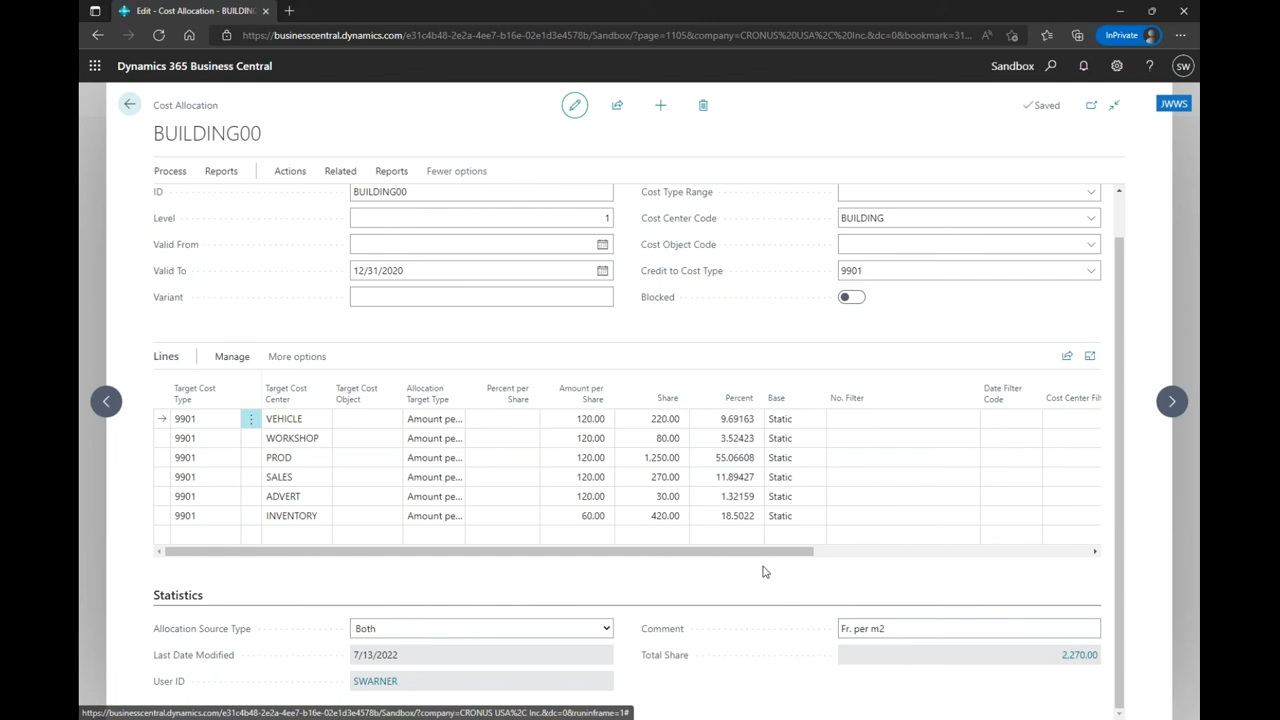 Edit - Cost Allocation - BUILDING
https://businesscentral.dynamics.com/e31c4b48-2e2a-4ee7-b16e-02e1d3e4578b/Sandbox/?page=1105&company=CRONUS%20USA%2C%20Inc.&dc=0&bookmark=31... InPrivate
Dynamics 365 Business Central Sandbox SW
Cost Allocation Saved JWWS
BUILDING00
Process Reports Actions Related Reports Fewer options
ID BUILDING00 Cost Type Range
Level 1 Cost Center Code BUILDING
Valid From Cost Object Code
Valid To 12/31/2020 Credit to Cost Type 9901
Variant Blocked
Lines Manage More options
Target Cost Type Target Cost Center Target Cost Object Allocation Target Type Percent per Share Amount per Share Share Percent Base No. Filter Date Filter Code Cost Center Filt
9901 VEHICLE Amount pe... 120.00 220.00 9.69163 Static
9901 WORKSHOP Amount pe... 120.00 80.00 3.52423 Static
9901 PROD Amount pe... 120.00 1,250.00 55.06608 Static
9901 SALES Amount pe... 120.00 270.00 11.89427 Static
9901 ADVERT Amount pe... 120.00 30.00 1.32159 Static
9901 INVENTORY Amount pe... 60.00 420.00 18.5022 Static
Statistics
Allocation Source Type Both Comment Fr. per m2
Last Date Modified 7/13/2022 Total Share 2,270.00
User ID SWARNER
https://businesscentral.dynamics.com/e31c4b48-2e2a-4ee7-b16e-02e1d3e4578b/Sandbox/?company=CRONUS USA%2C Inc.&dc=0&runinframe=1#